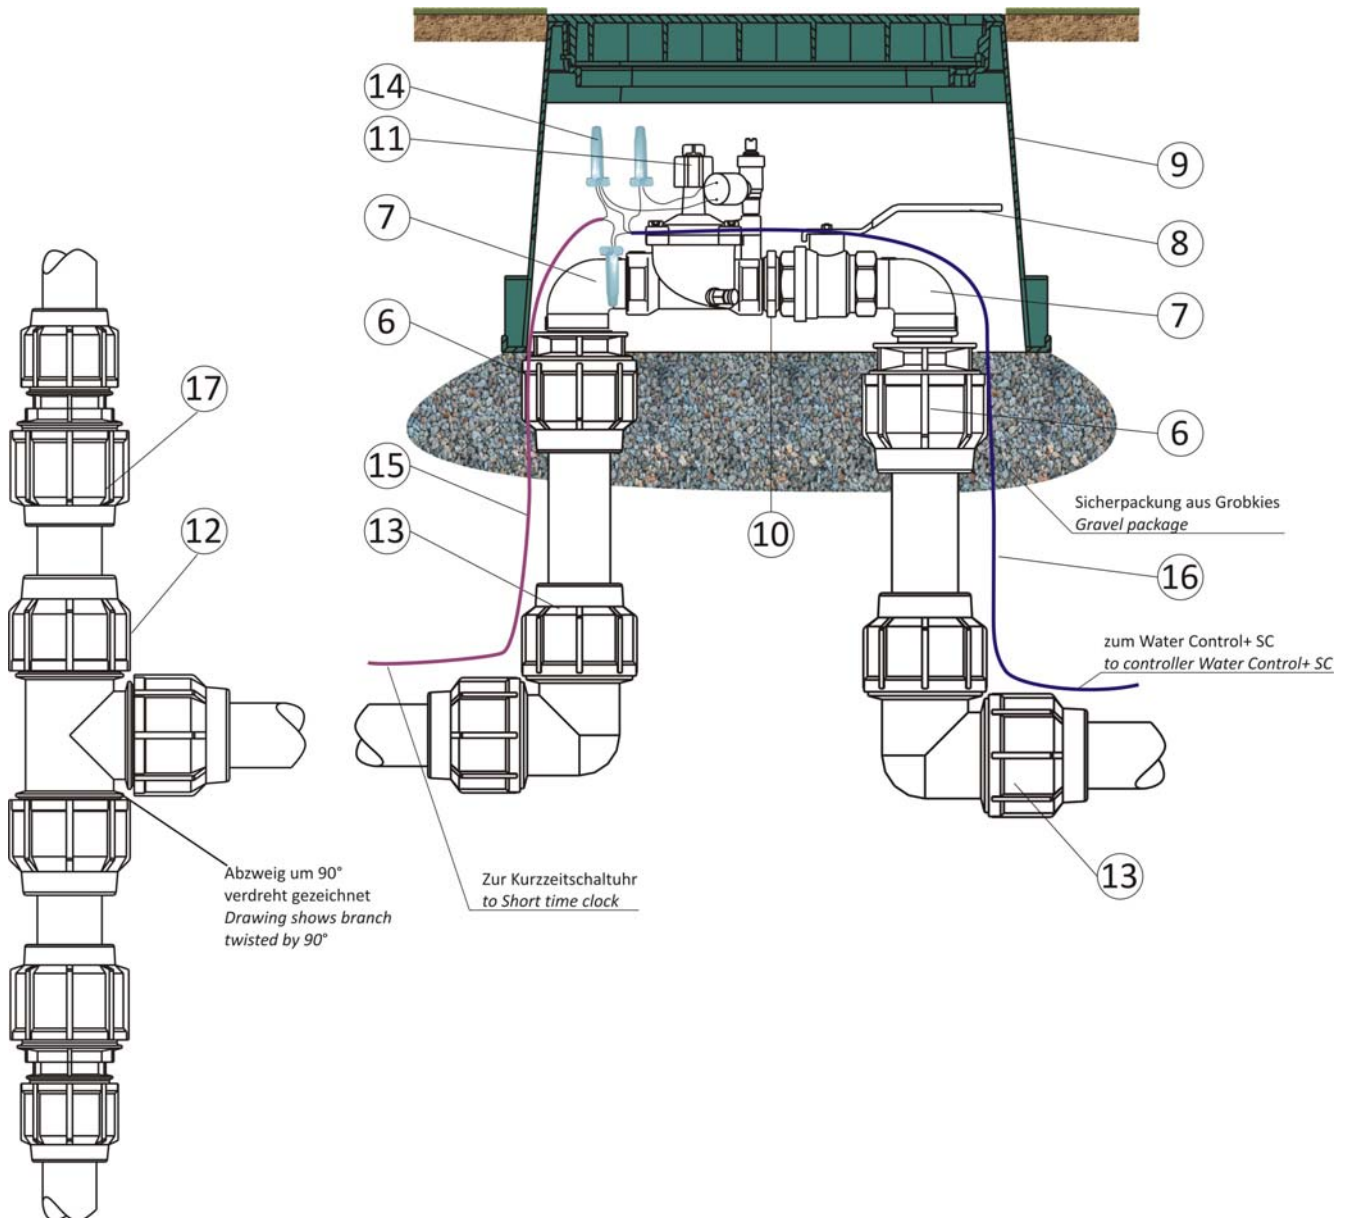 14
11
9
7
8
6
7
17
15
6
Sicherpackung aus Grobkies
Gravel package
12
13
10
16
zum Water Control+ SC
to controller Water Control+ SC
Abzweig um 90°
verdreht gezeichnet
Drawing shows branch
twisted by 90°
Zur Kurzzeitschaltuhr
to Short time clock
13